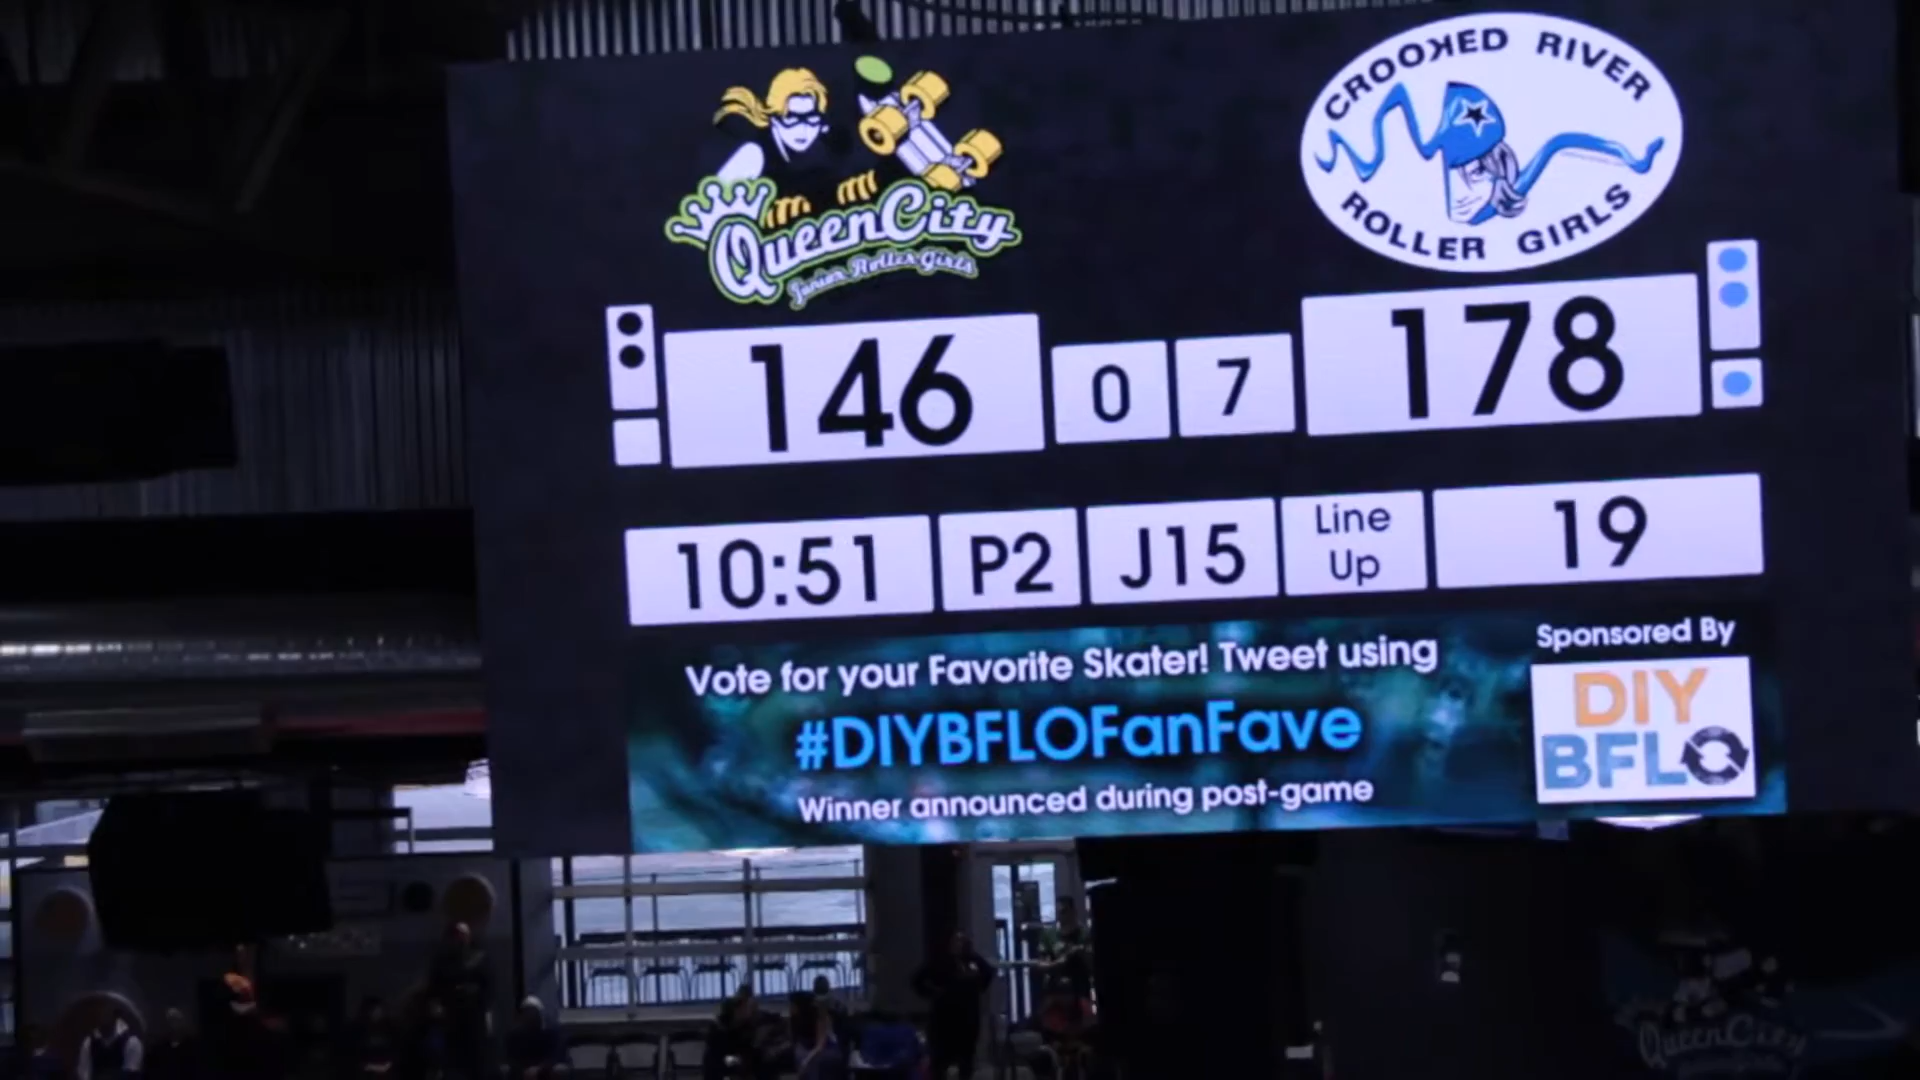 CROOKED RIVER
ROLLER GIRLS
QueenCity
Junior Roller Girls
146
0
7
178
10:51
P2
J15
Line
Up
19
Vote for your Favorite Skater! Tweet using
#DIYBFLOFanFave
Winner announced during post-game
Sponsored By
DIY
BFLO
QueenCity